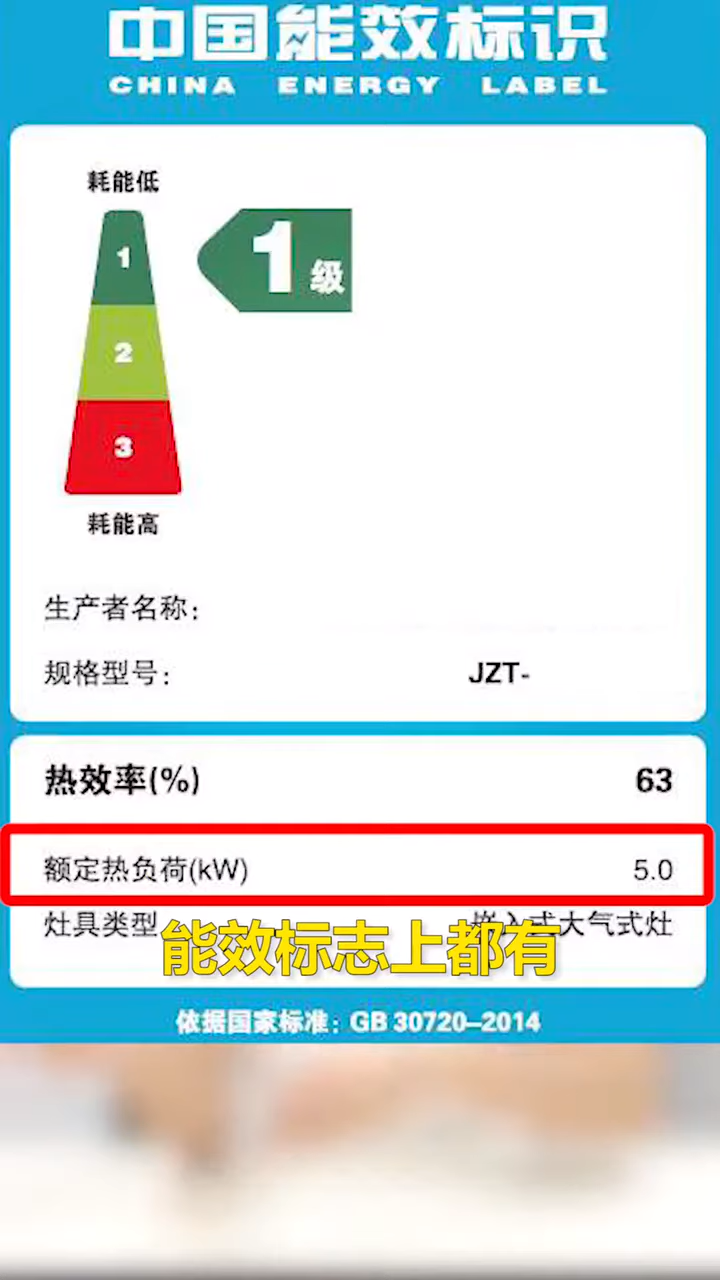 中国能效标识
CHINA ENERGY LABEL
耗能低
1
1级
2
3
耗能高
生产者名称:
规格型号: JZT-
热效率(%) 63
额定热负荷(kW) 5.0
灶具类型 嵌入式大气式灶
能效标志上都有
依据国家标准: GB 30720-2014